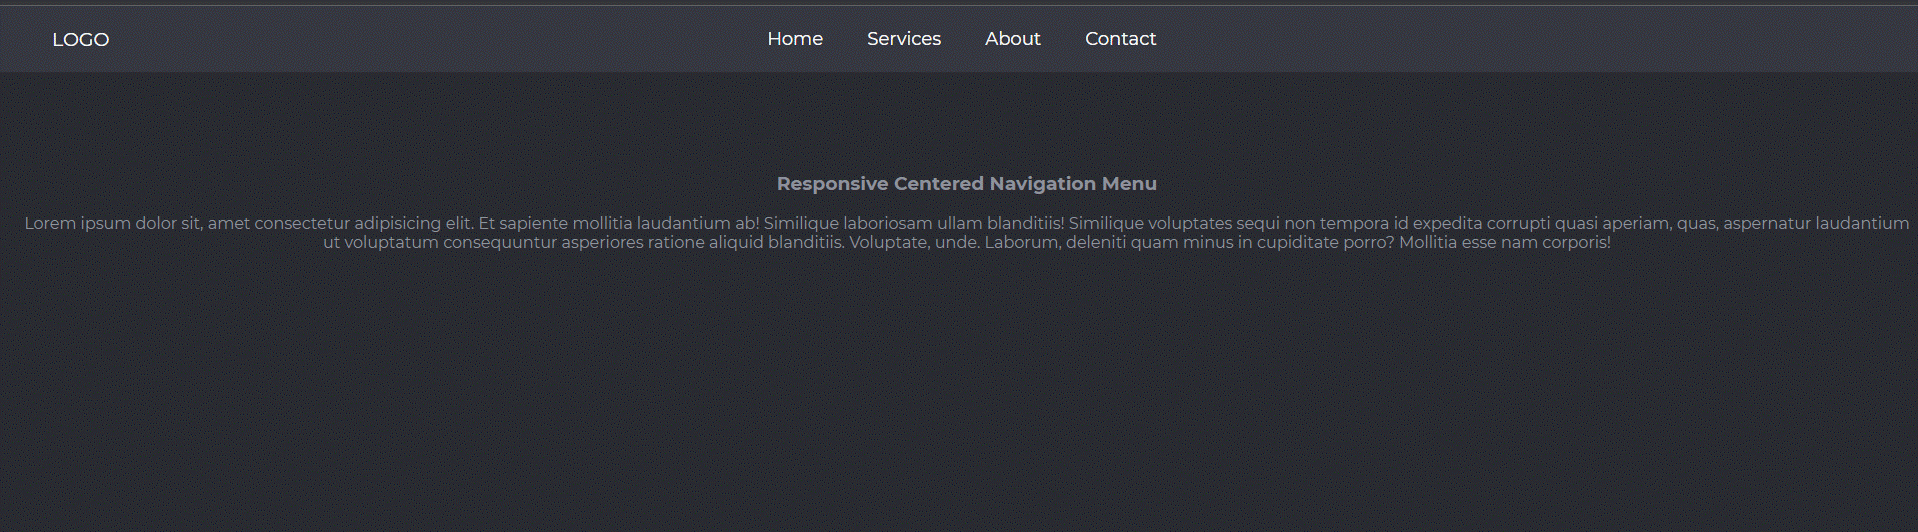 LOGO Home Services About Contact
Responsive Centered Navigation Menu
Lorem ipsum dolor sit, amet consectetur adipisicing elit. Et sapiente mollitia laudantium ab! Similique laboriosam ullam blanditiis! Similique voluptates sequi non tempora id expedita corrupti quasi aperiam, quas, aspernatur laudantium
ut voluptatum consequuntur asperiores ratione aliquid blanditiis. Voluptate, unde. Laborum, deleniti quam minus in cupiditate porro? Mollitia esse nam corporis!